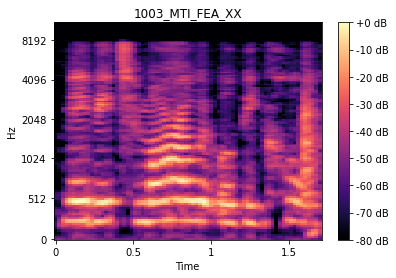 1003_MTI_FEA_XX
+0 dB
8192
-10 dB
4096
-20 dB
-30 dB
2048
Hz
-40 dB
1024
-50 dB
512
-60 dB
-70 dB
0
-80 dB
0 0.5 1 1.5
Time